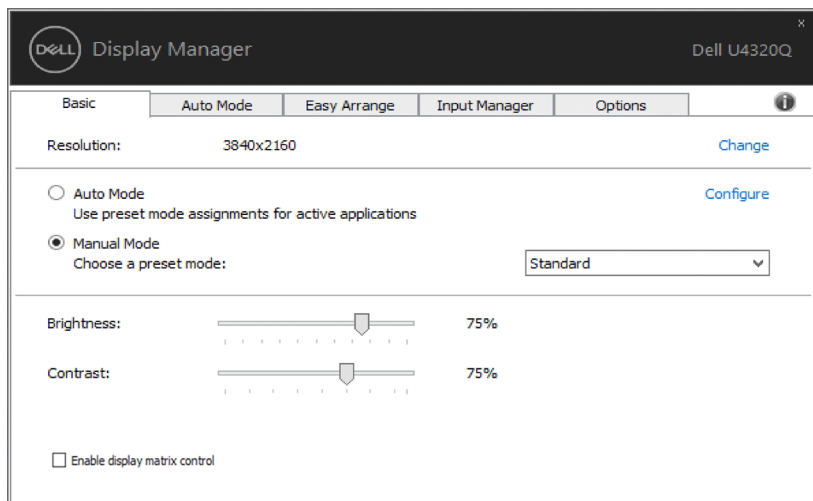 x
DELL Display Manager Dell U4320Q
Basic Auto Mode Easy Arrange Input Manager Options i
Resolution: 3840x2160 Change
Auto Mode Configure
Use preset mode assignments for active applications
Manual Mode
Choose a preset mode: Standard
Brightness: 75%
Contrast: 75%
Enable display matrix control